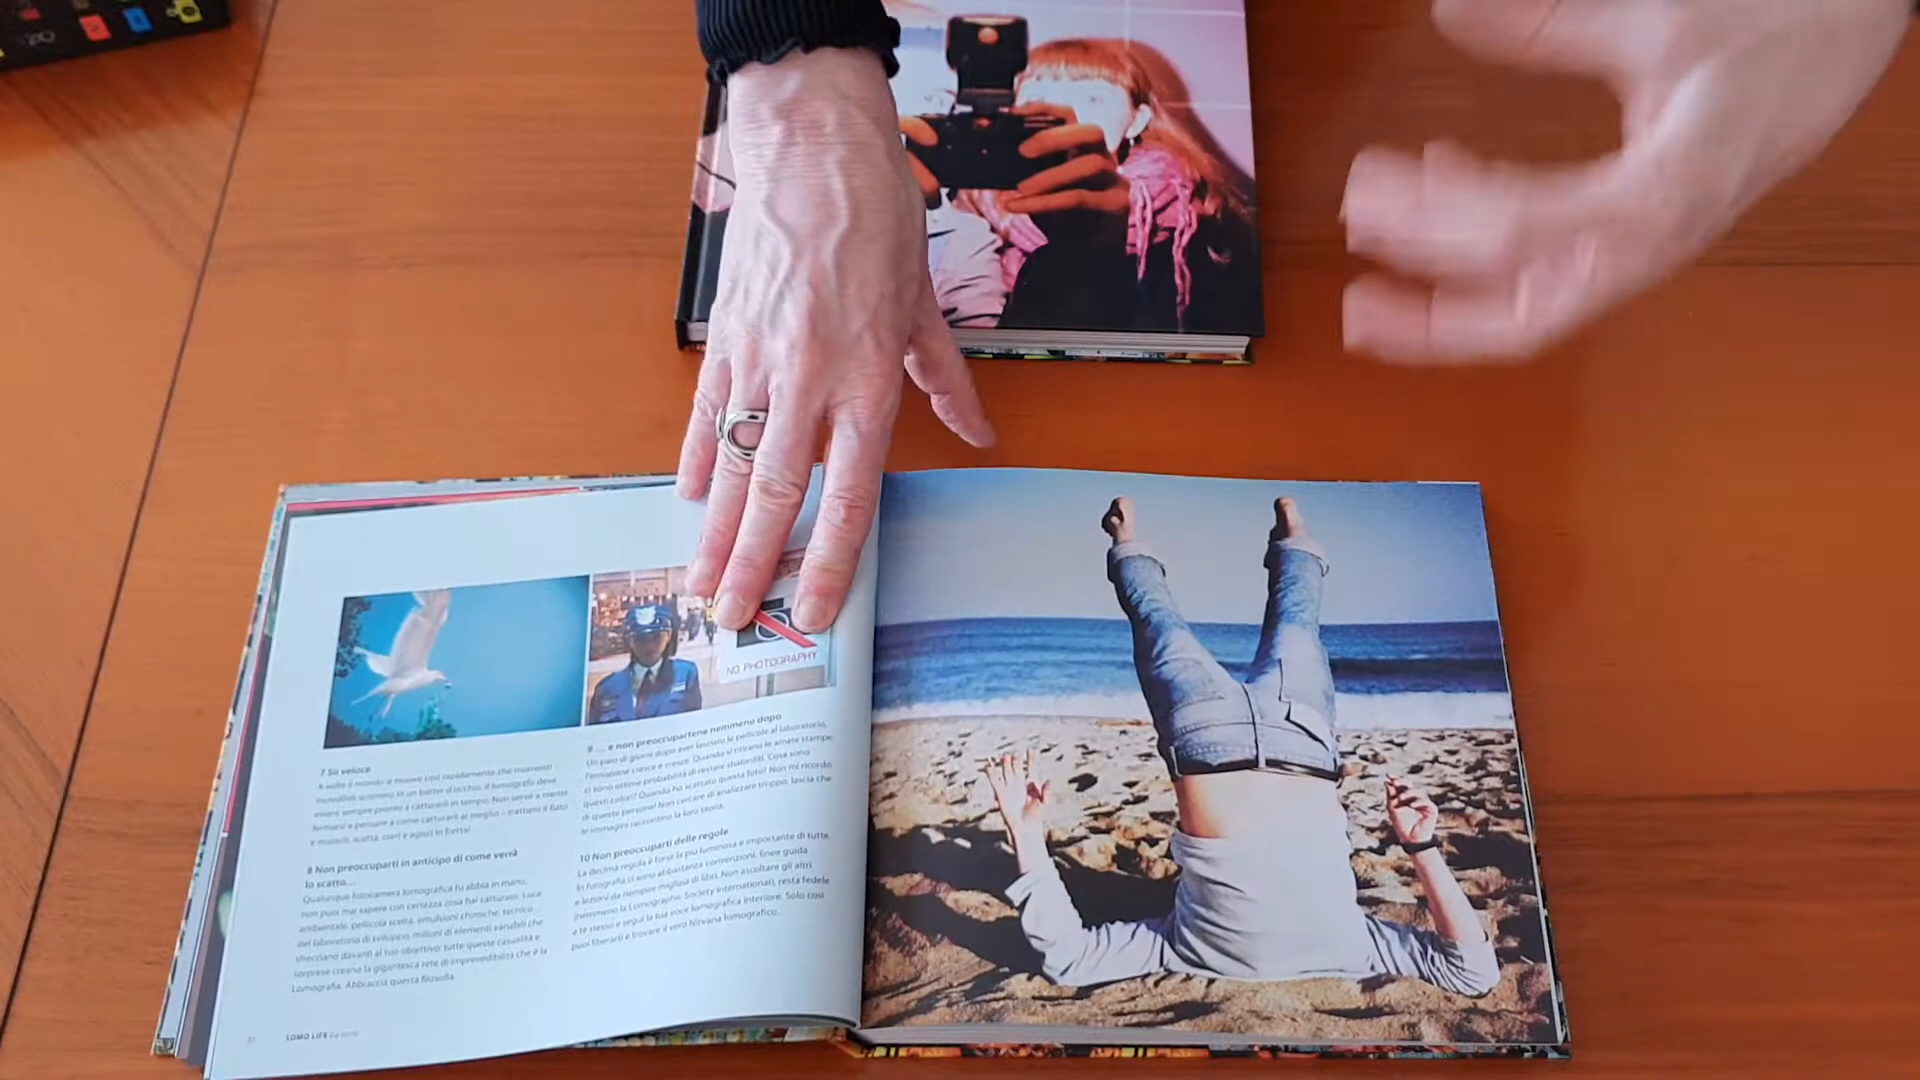 NO PHOTOGRAPHY
7 Sii veloce
A volte il mondo si muove così rapidamente che momenti
incredibili scorrono in un batter d'occhio. Il lomografo deve
essere sempre pronto a catturarli in tempo. Non serve a niente
fermarsi e pensare a come catturarli al meglio – trattieni il fiato
e muoviti, scatta, corri e agisci in fretta!
8 Non preoccuparti in anticipo di come verrà
lo scatto...
Qualunque fotocamera lomografica tu abbia in mano,
non puoi mai sapere con certezza cosa hai catturato. Luce
ambientale, pellicola scelta, emulsioni chimiche, tecnico
del laboratorio di sviluppo, milioni di elementi variabili che
sfrecciano davanti al tuo obiettivo: tutte queste casualità e
sorprese creano la gigantesca rete di imprevedibilità che è la
Lomografia. Abbraccia questa filosofia.
9 ... e non preoccupartene nemmeno dopo
Un paio di giorni dopo aver lasciato le pellicole al laboratorio,
l'emozione cresce e cresce. Quando si ritirano le amate stampe,
ci sono ottime probabilità di restare sbalorditi. Cosa sono
questi colori? Quando ho scattato questa foto? Non mi ricordo
di queste persone! Non cercare di analizzare troppo, lascia che
le immagini raccontino la loro storia.
10 Non preoccuparti delle regole
La decima regola è forse la più luminosa e importante di tutte.
In fotografia ci sono abbastanza convenzioni, linee guida
e lezioni da riempire migliaia di libri. Non ascoltare gli altri
(nemmeno la Lomographic Society International), resta fedele
a te stesso e segui la tua voce lomografica interiore. Solo così
puoi liberarti e trovare il vero Nirvana lomografico...
LOMO LIFE